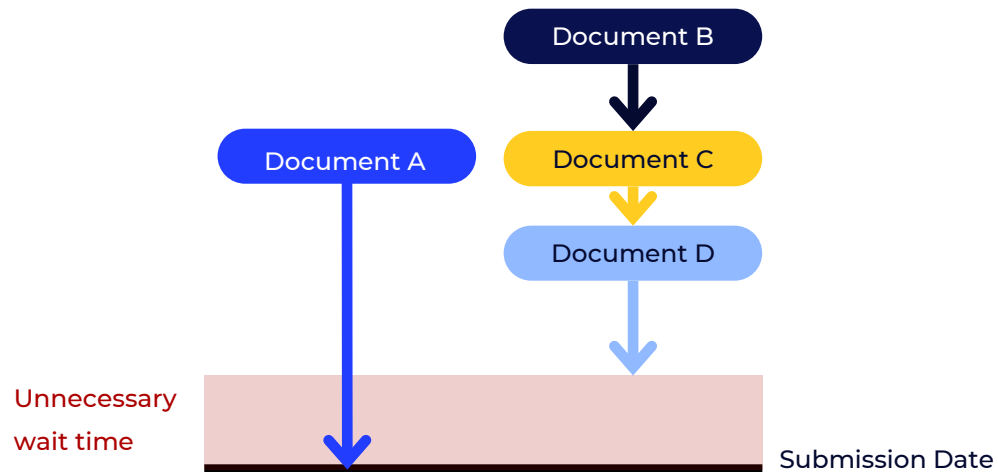 Document B
Document A
Document C
Document D
Unnecessary
wait time
Submission Date